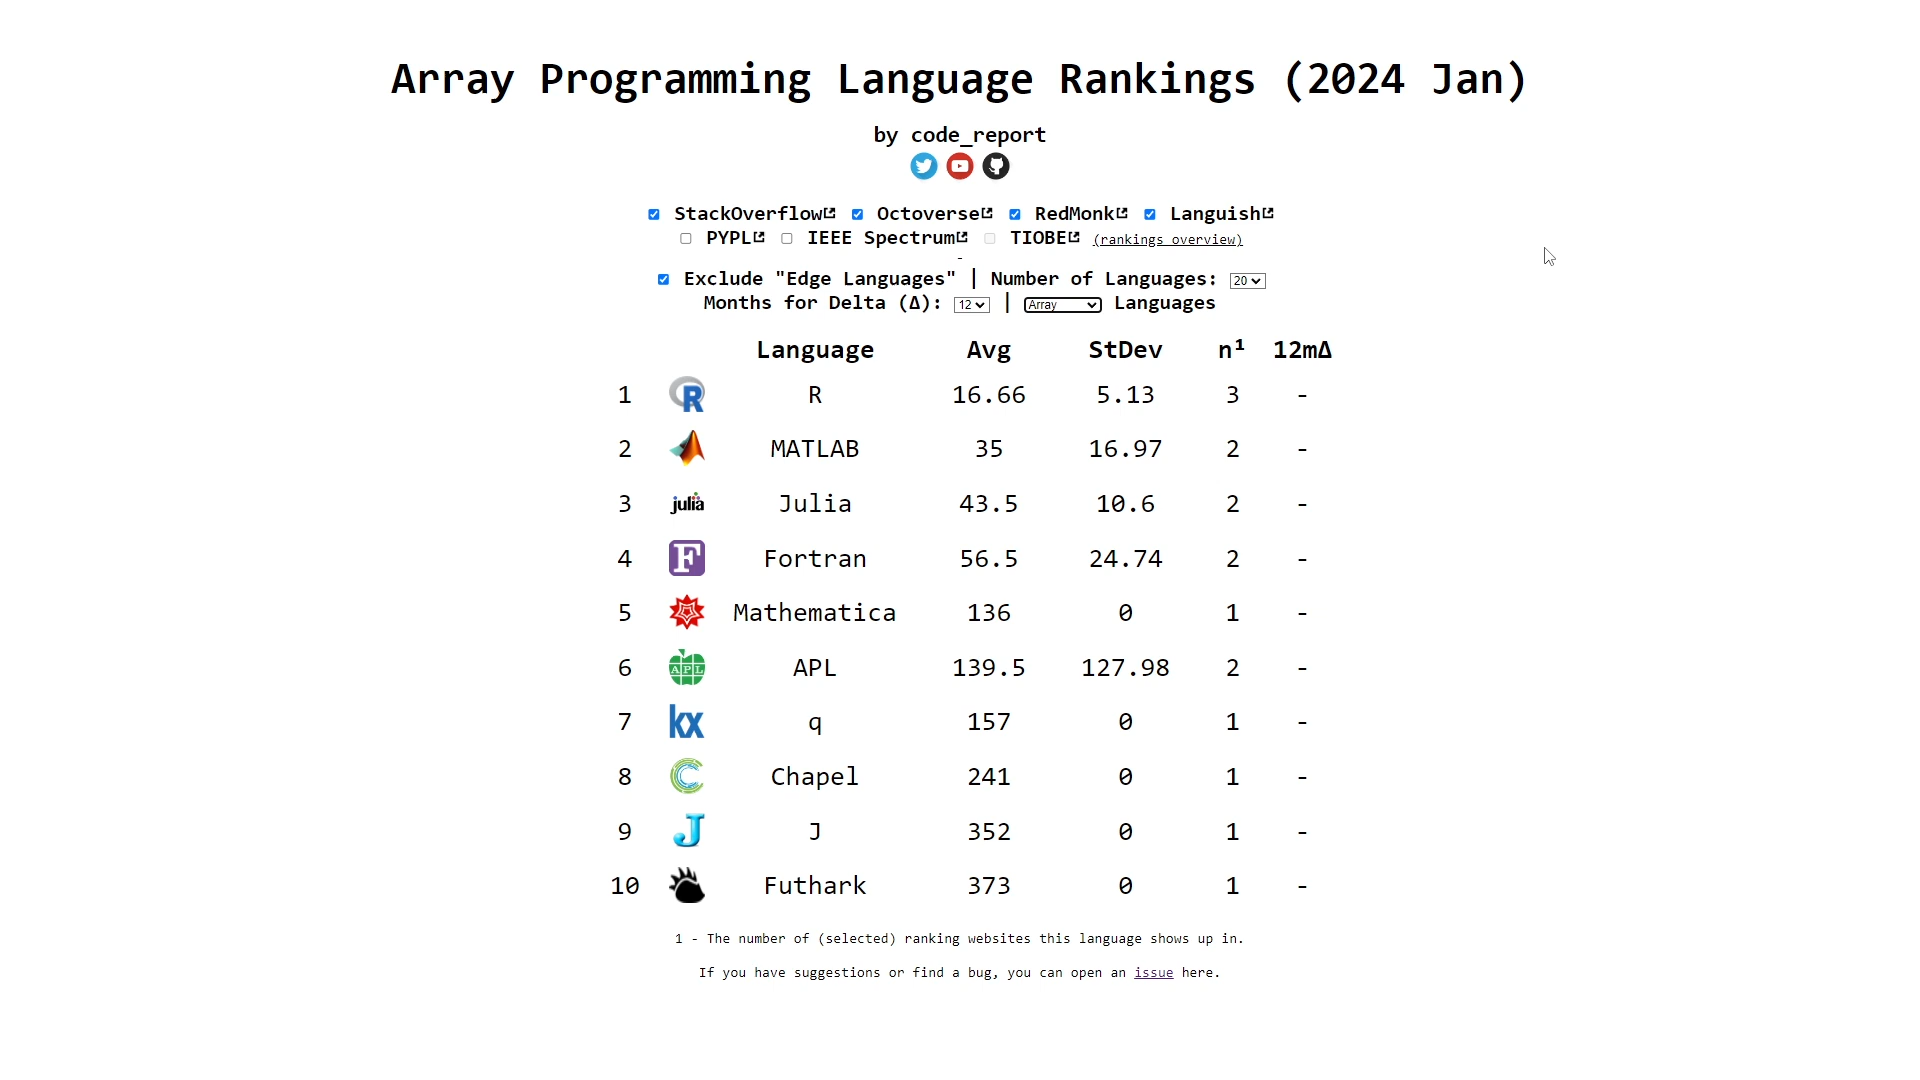 Array Programming Language Rankings (2024 Jan)
by code_report
StackOverflow Octoverse RedMonk Languish
PYPL IEEE Spectrum TIOBE (rankings overview)
-
Exclude "Edge Languages" | Number of Languages: 20
Months for Delta (Δ): 12 | Array Languages
Language Avg StDev n¹ 12mΔ
1 R R 16.66 5.13 3 -
2 MATLAB 35 16.97 2 -
3 julia Julia 43.5 10.6 2 -
4 F Fortran 56.5 24.74 2 -
5 Mathematica 136 0 1 -
6 APL APL 139.5 127.98 2 -
7 kx q 157 0 1 -
8 C Chapel 241 0 1 -
9 J J 352 0 1 -
10 Futhark 373 0 1 -
1 - The number of (selected) ranking websites this language shows up in.
If you have suggestions or find a bug, you can open an issue here.